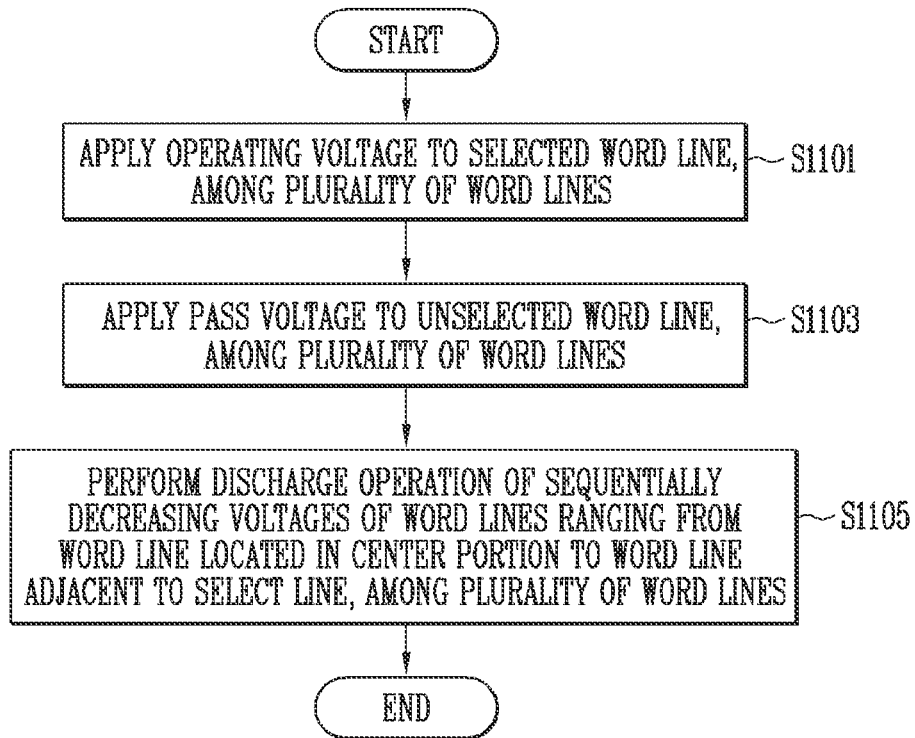 START
APPLY OPERATING VOLTAGE TO SELECTED WORD LINE,
AMONG PLURALITY OF WORD LINES
S1101
APPLY PASS VOLTAGE TO UNSELECTED WORD LINE,
AMONG PLURALITY OF WORD LINES
S1103
PERFORM DISCHARGE OPERATION OF SEQUENTIALLY
DECREASING VOLTAGES OF WORD LINES RANGING FROM
WORD LINE LOCATED IN CENTER PORTION TO WORD LINE
ADJACENT TO SELECT LINE, AMONG PLURALITY OF WORD LINES
S1105
END